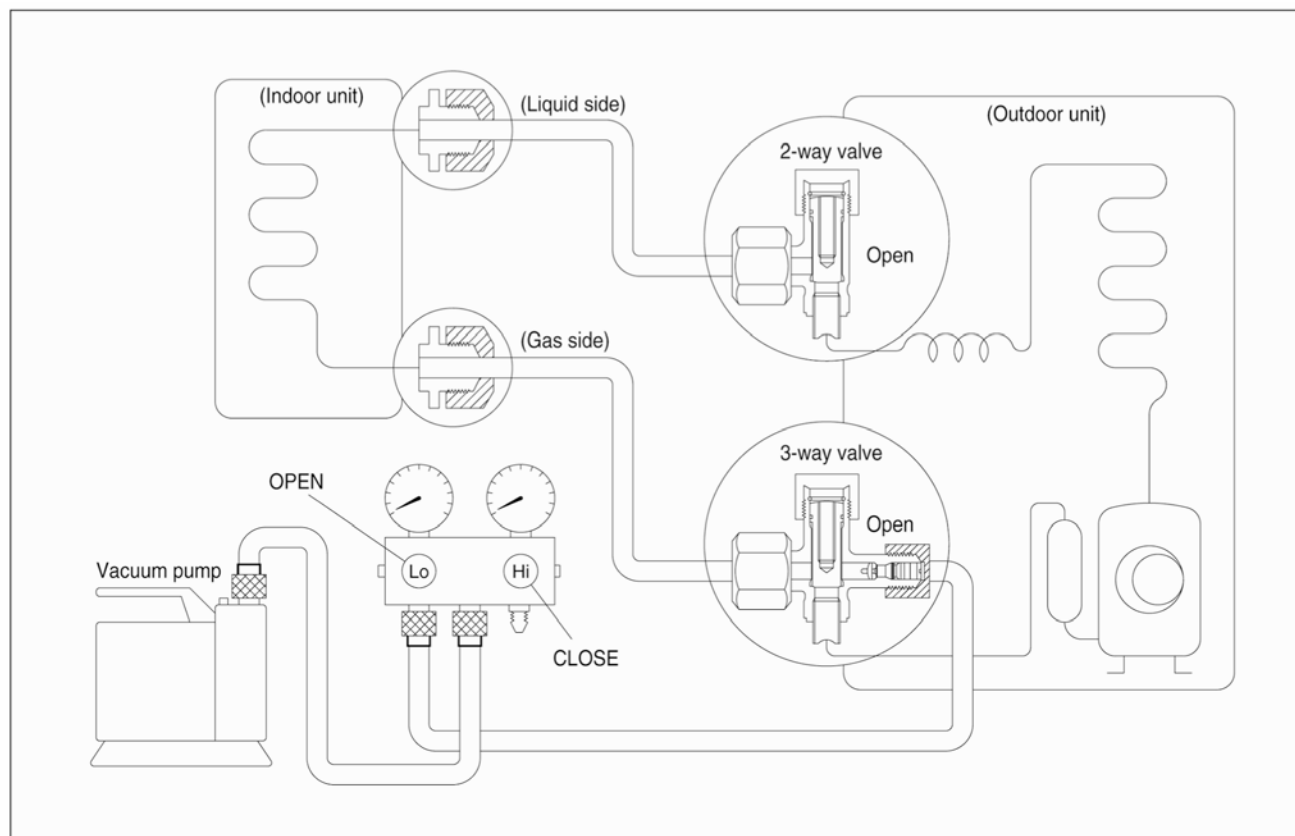 (Indoor unit)
(Liquid side)
(Outdoor unit)
2-way valve
Open
(Gas side)
3-way valve
Open
OPEN
Lo
Hi
Vacuum pump
CLOSE